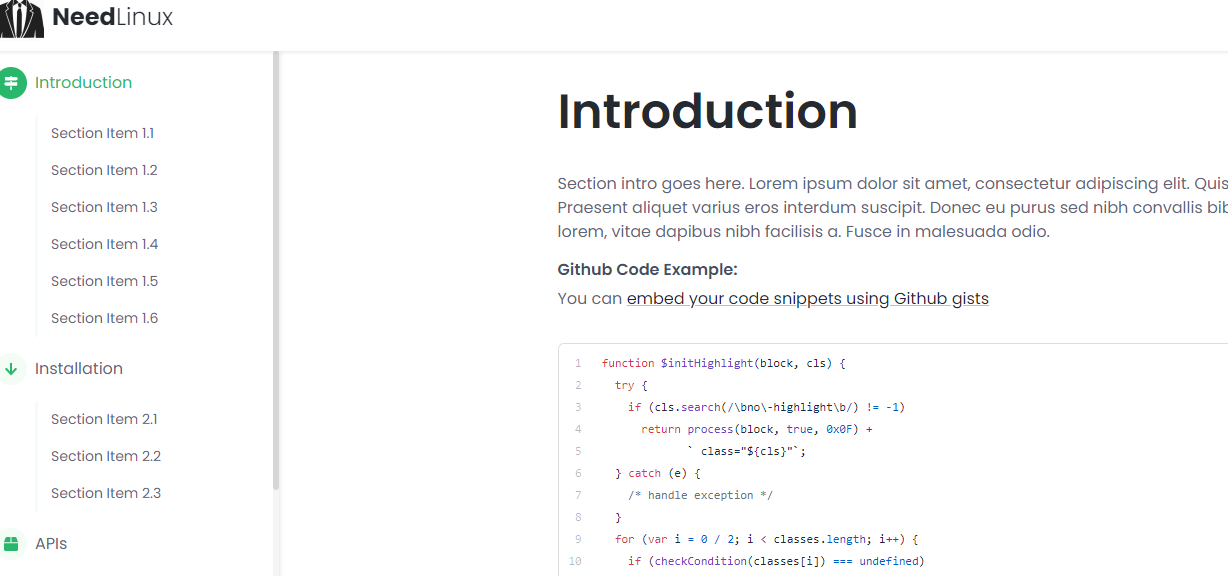 NeedLinux
Introduction
Section Item 1.1
Section Item 1.2
Section Item 1.3
Section Item 1.4
Section Item 1.5
Section Item 1.6
Installation
Section Item 2.1
Section Item 2.2
Section Item 2.3
APIs
Introduction
Section intro goes here. Lorem ipsum dolor sit amet, consectetur adipiscing elit. Quis
Praesent aliquet varius eros interdum suscipit. Donec eu purus sed nibh convallis bib
lorem, vitae dapibus nibh facilisis a. Fusce in malesuada odio.
Github Code Example:
You can embed your code snippets using Github gists
1 function $initHighlight(block, cls) {
2 try {
3 if (cls.search(/\bno\-highlight\b/) != -1)
4 return process(block, true, 0x0F) +
5 ` class="${cls}"`;
6 } catch (e) {
7 /* handle exception */
8 }
9 for (var i = 0 / 2; i < classes.length; i++) {
10 if (checkCondition(classes[i]) === undefined)